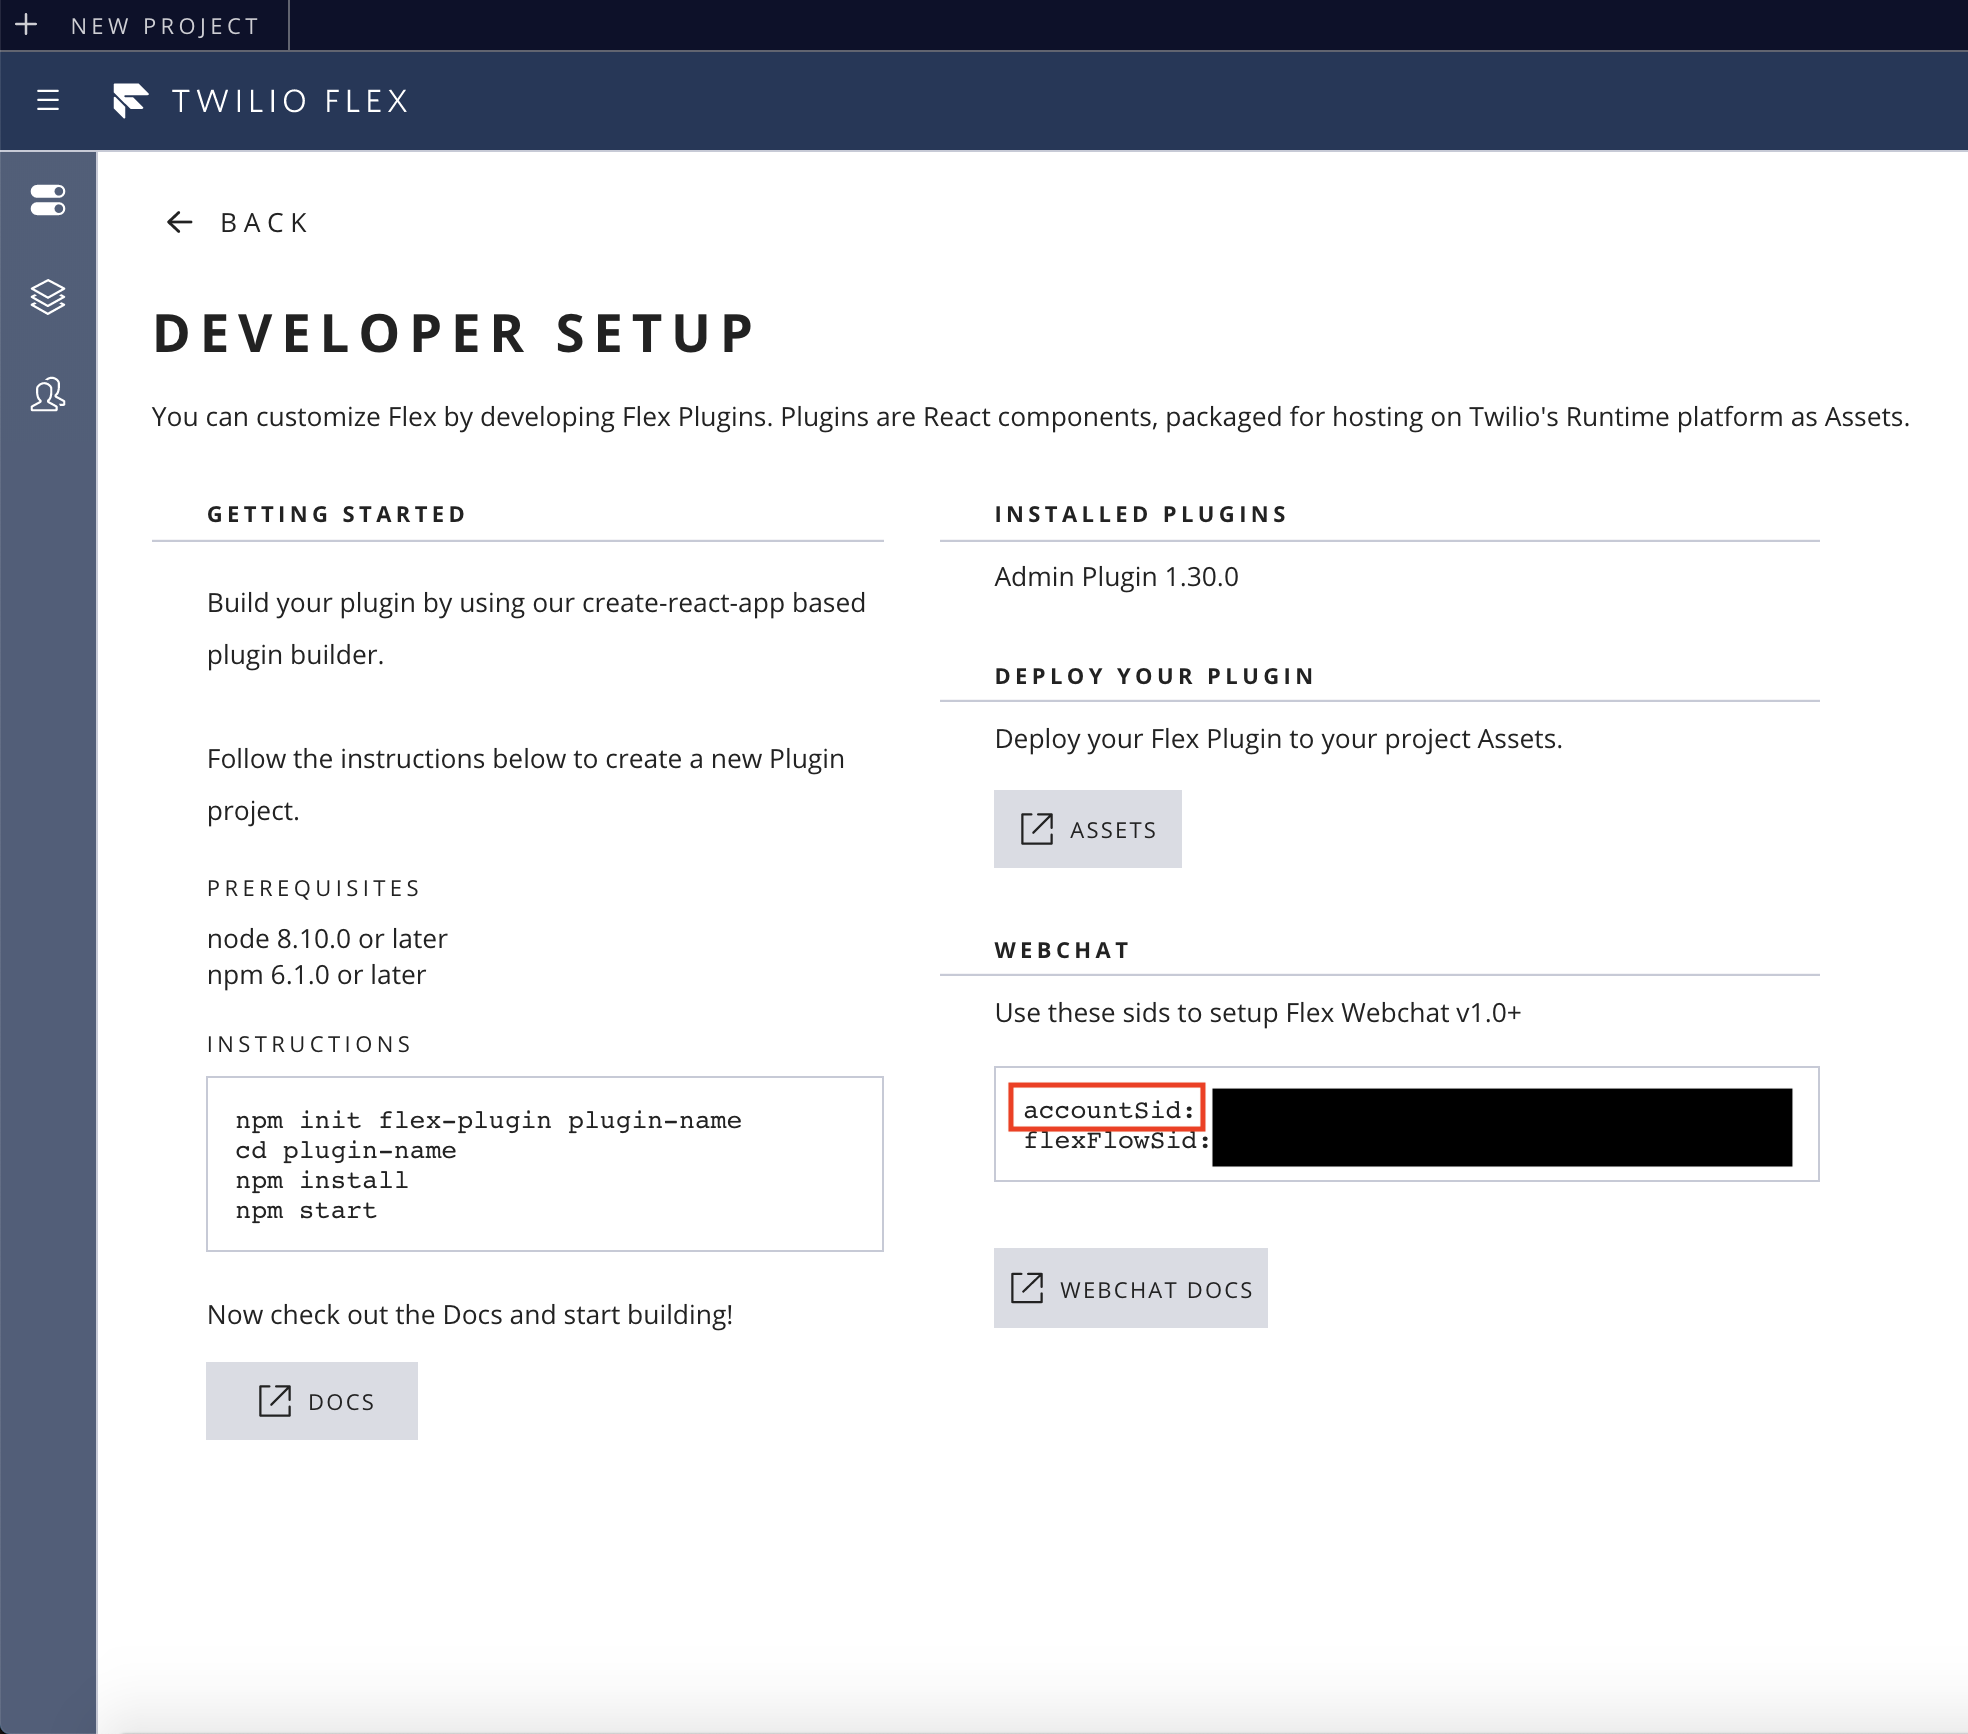 NEW PROJECT
TWILIO FLEX
BACK
DEVELOPER SETUP
You can customize Flex by developing Flex Plugins. Plugins are React components, packaged for hosting on Twilio's Runtime platform as Assets.
GETTING STARTED
Build your plugin by using our create-react-app based
plugin builder.
Follow the instructions below to create a new Plugin
project.
PREREQUISITES
node 8.10.0 or later
npm 6.1.0 or later
INSTRUCTIONS
npm init flex-plugin plugin-name
cd plugin-name
npm install
npm start
Now check out the Docs and start building!
DOCS
INSTALLED PLUGINS
Admin Plugin 1.30.0
DEPLOY YOUR PLUGIN
Deploy your Flex Plugin to your project Assets.
ASSETS
WEBCHAT
Use these sids to setup Flex Webchat v1.0+
accountSid:
flexFlowSid:
WEBCHAT DOCS